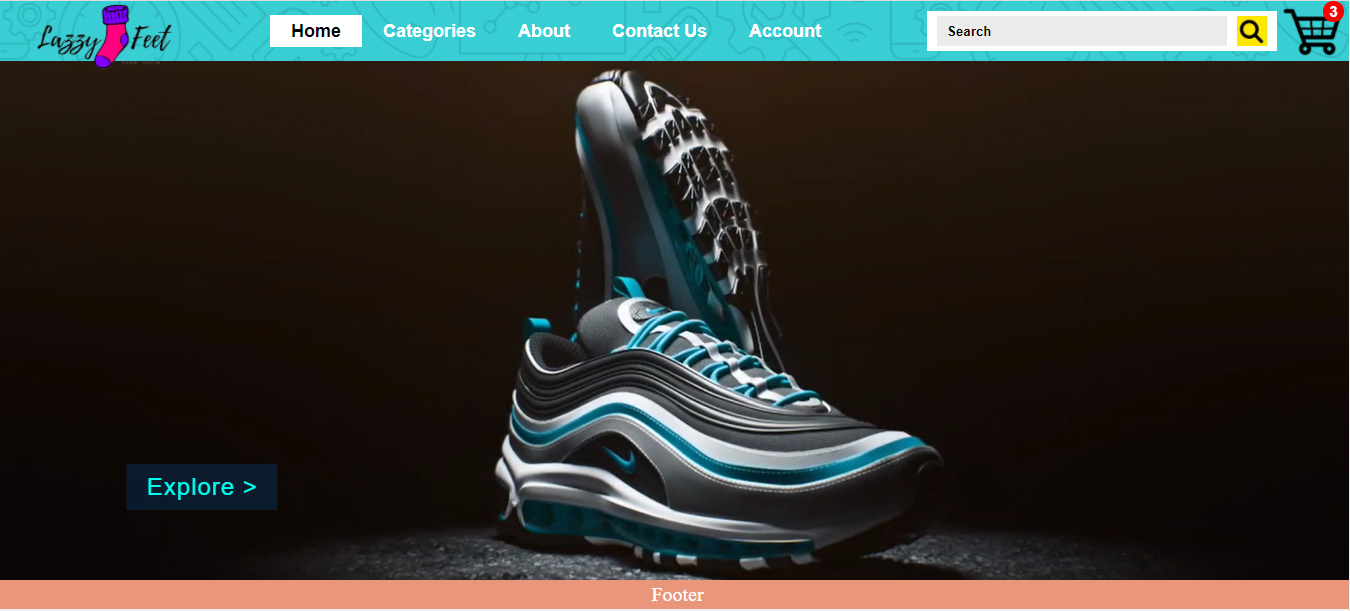 Lazzy Feet
Home
Categories
About
Contact Us
Account
Search
3
Explore >
Footer